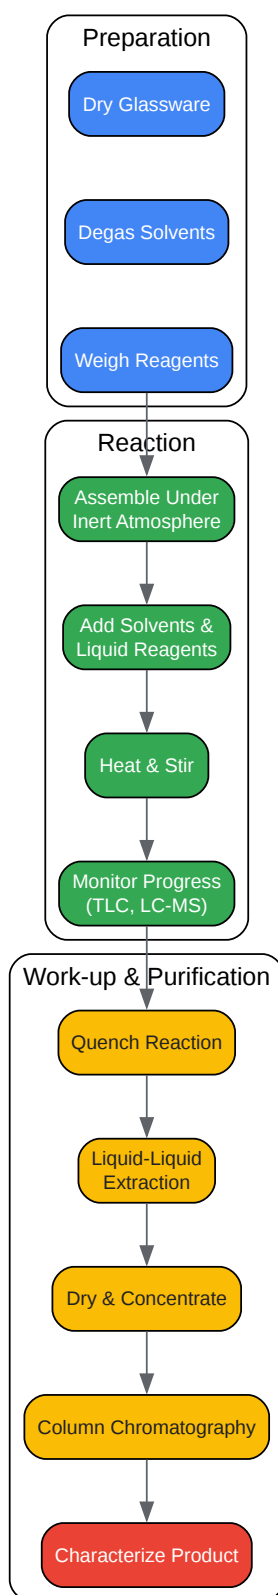 Preparation
Dry Glassware
Degas Solvents
Weigh Reagents
Reaction
Assemble Under
Inert Atmosphere
Add Solvents &
Liquid Reagents
Heat & Stir
Monitor Progress
(TLC, LC-MS)
Work-up & Purification
Quench Reaction
Liquid-Liquid
Extraction
Dry & Concentrate
Column Chromatography
Characterize Product